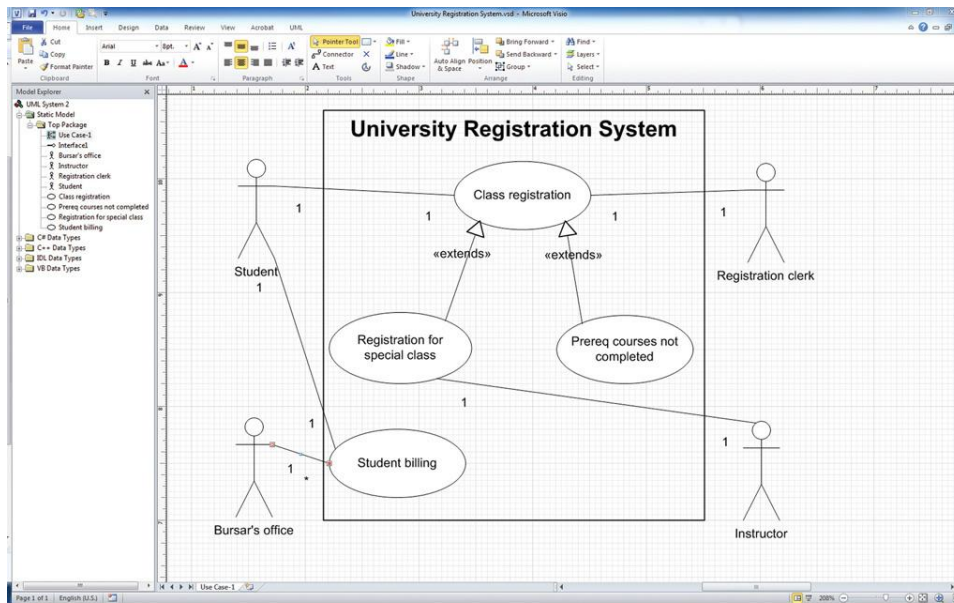 University Registration System.vsd - Microsoft Visio
File Home Insert Design Data Review View Acrobat UML
Paste
Cut
Copy
Format Painter
Clipboard
Arial 8pt.
B I U abc Aa A
Font
Paragraph
Pointer Tool
Connector
A Text
Tools
Fill
Line
Shadow
Shape
Auto Align & Space
Position
Bring Forward
Send Backward
Group
Arrange
Find
Layers
Select
Editing
Model Explorer
UML System 2
Static Model
Top Package
Use Case-1
Interface1
Bursar's office
Instructor
Registration clerk
Student
Class registration
Prereq courses not completed
Registration for special class
Student billing
C# Data Types
C++ Data Types
IDL Data Types
VB Data Types
University Registration System
Class registration
1
1
1
1
«extends»
«extends»
Student
1
Registration clerk
Registration for
special class
Prereq courses not
completed
1
1
1
Student billing
1
*
Bursar's office
Instructor
Use Case-1
Page 1 of 1 English (U.S.)
208%